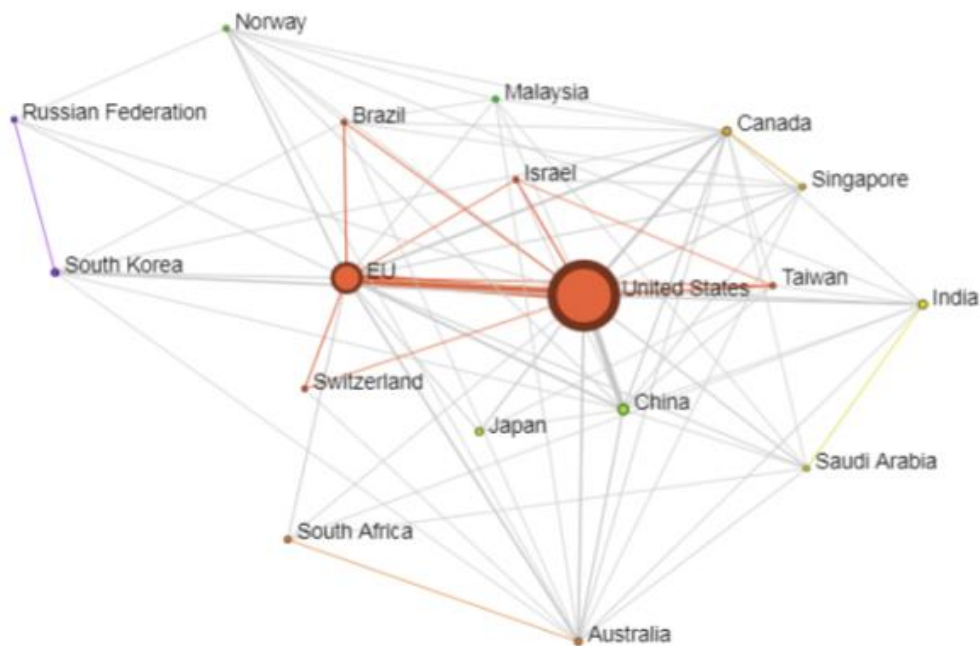 Norway
Malaysia
Russian Federation
Brazil
Canada
Israel
Singapore
South Korea
EU
Taiwan
United States
India
Switzerland
China
Japan
Saudi Arabia
South Africa
Australia